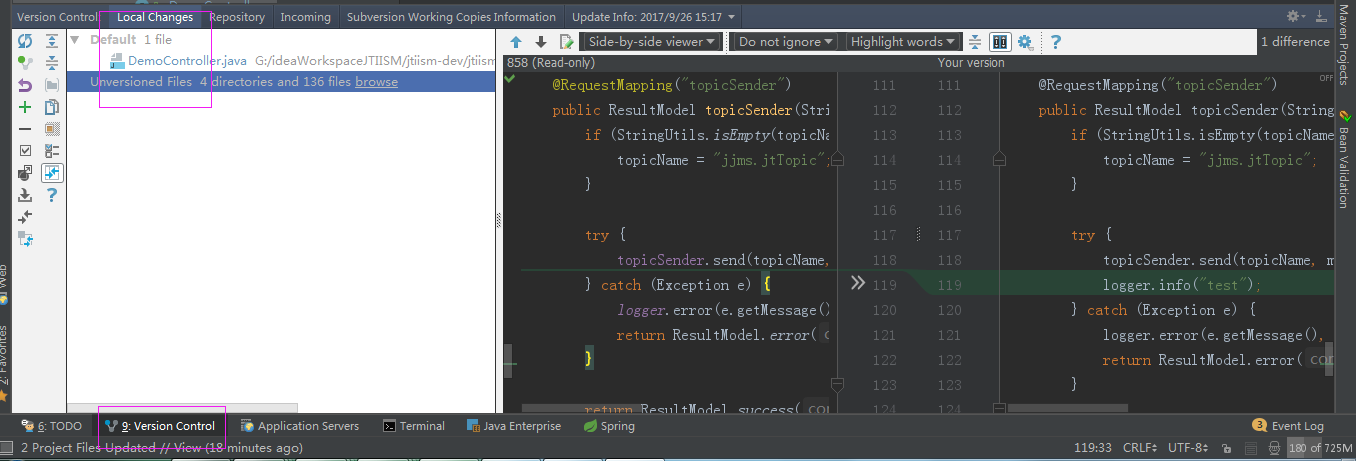 Version Control Local Changes Repository Incoming Subversion Working Copies Information Update Info: 2017/9/26 15:17
Default 1 file
DemoController.java G:/ideaWorkspaceJTIISM/jtiism-dev/jtiism
Unversioned Files 4 directories and 136 files browse
Side-by-side viewer Do not ignore Highlight words ? 1 difference
858 (Read-only) Your version
@RequestMapping("topicSender") 111
public ResultModel topicSender(Stri 112
if (StringUtils.isEmpty(topicNa 113
topicName = "jjms.jtTopic"; 114
} 115
116
try { 117
topicSender.send(topicName, 118
} catch (Exception e) { 119
logger.error(e.getMessage() 120
return ResultModel.error( 121
} 122
123
return ResultModel.success( 124
111 @RequestMapping("topicSender") OFF
112 public ResultModel topicSender(String
113 if (StringUtils.isEmpty(topicName
114 topicName = "jjms.jtTopic";
115 }
116
117 try {
118 topicSender.send(topicName, m
119 logger.info("test");
120 } catch (Exception e) {
121 logger.error(e.getMessage(),
122 return ResultModel.error( con
123 }
124
Maven Projects
Bean Validation
Web
2: Favorites
6: TODO 9: Version Control Application Servers Terminal Java Enterprise Spring 3 Event Log
2 Project Files Updated // View (18 minutes ago) 119:33 CRLF UTF-8 180 of 725M